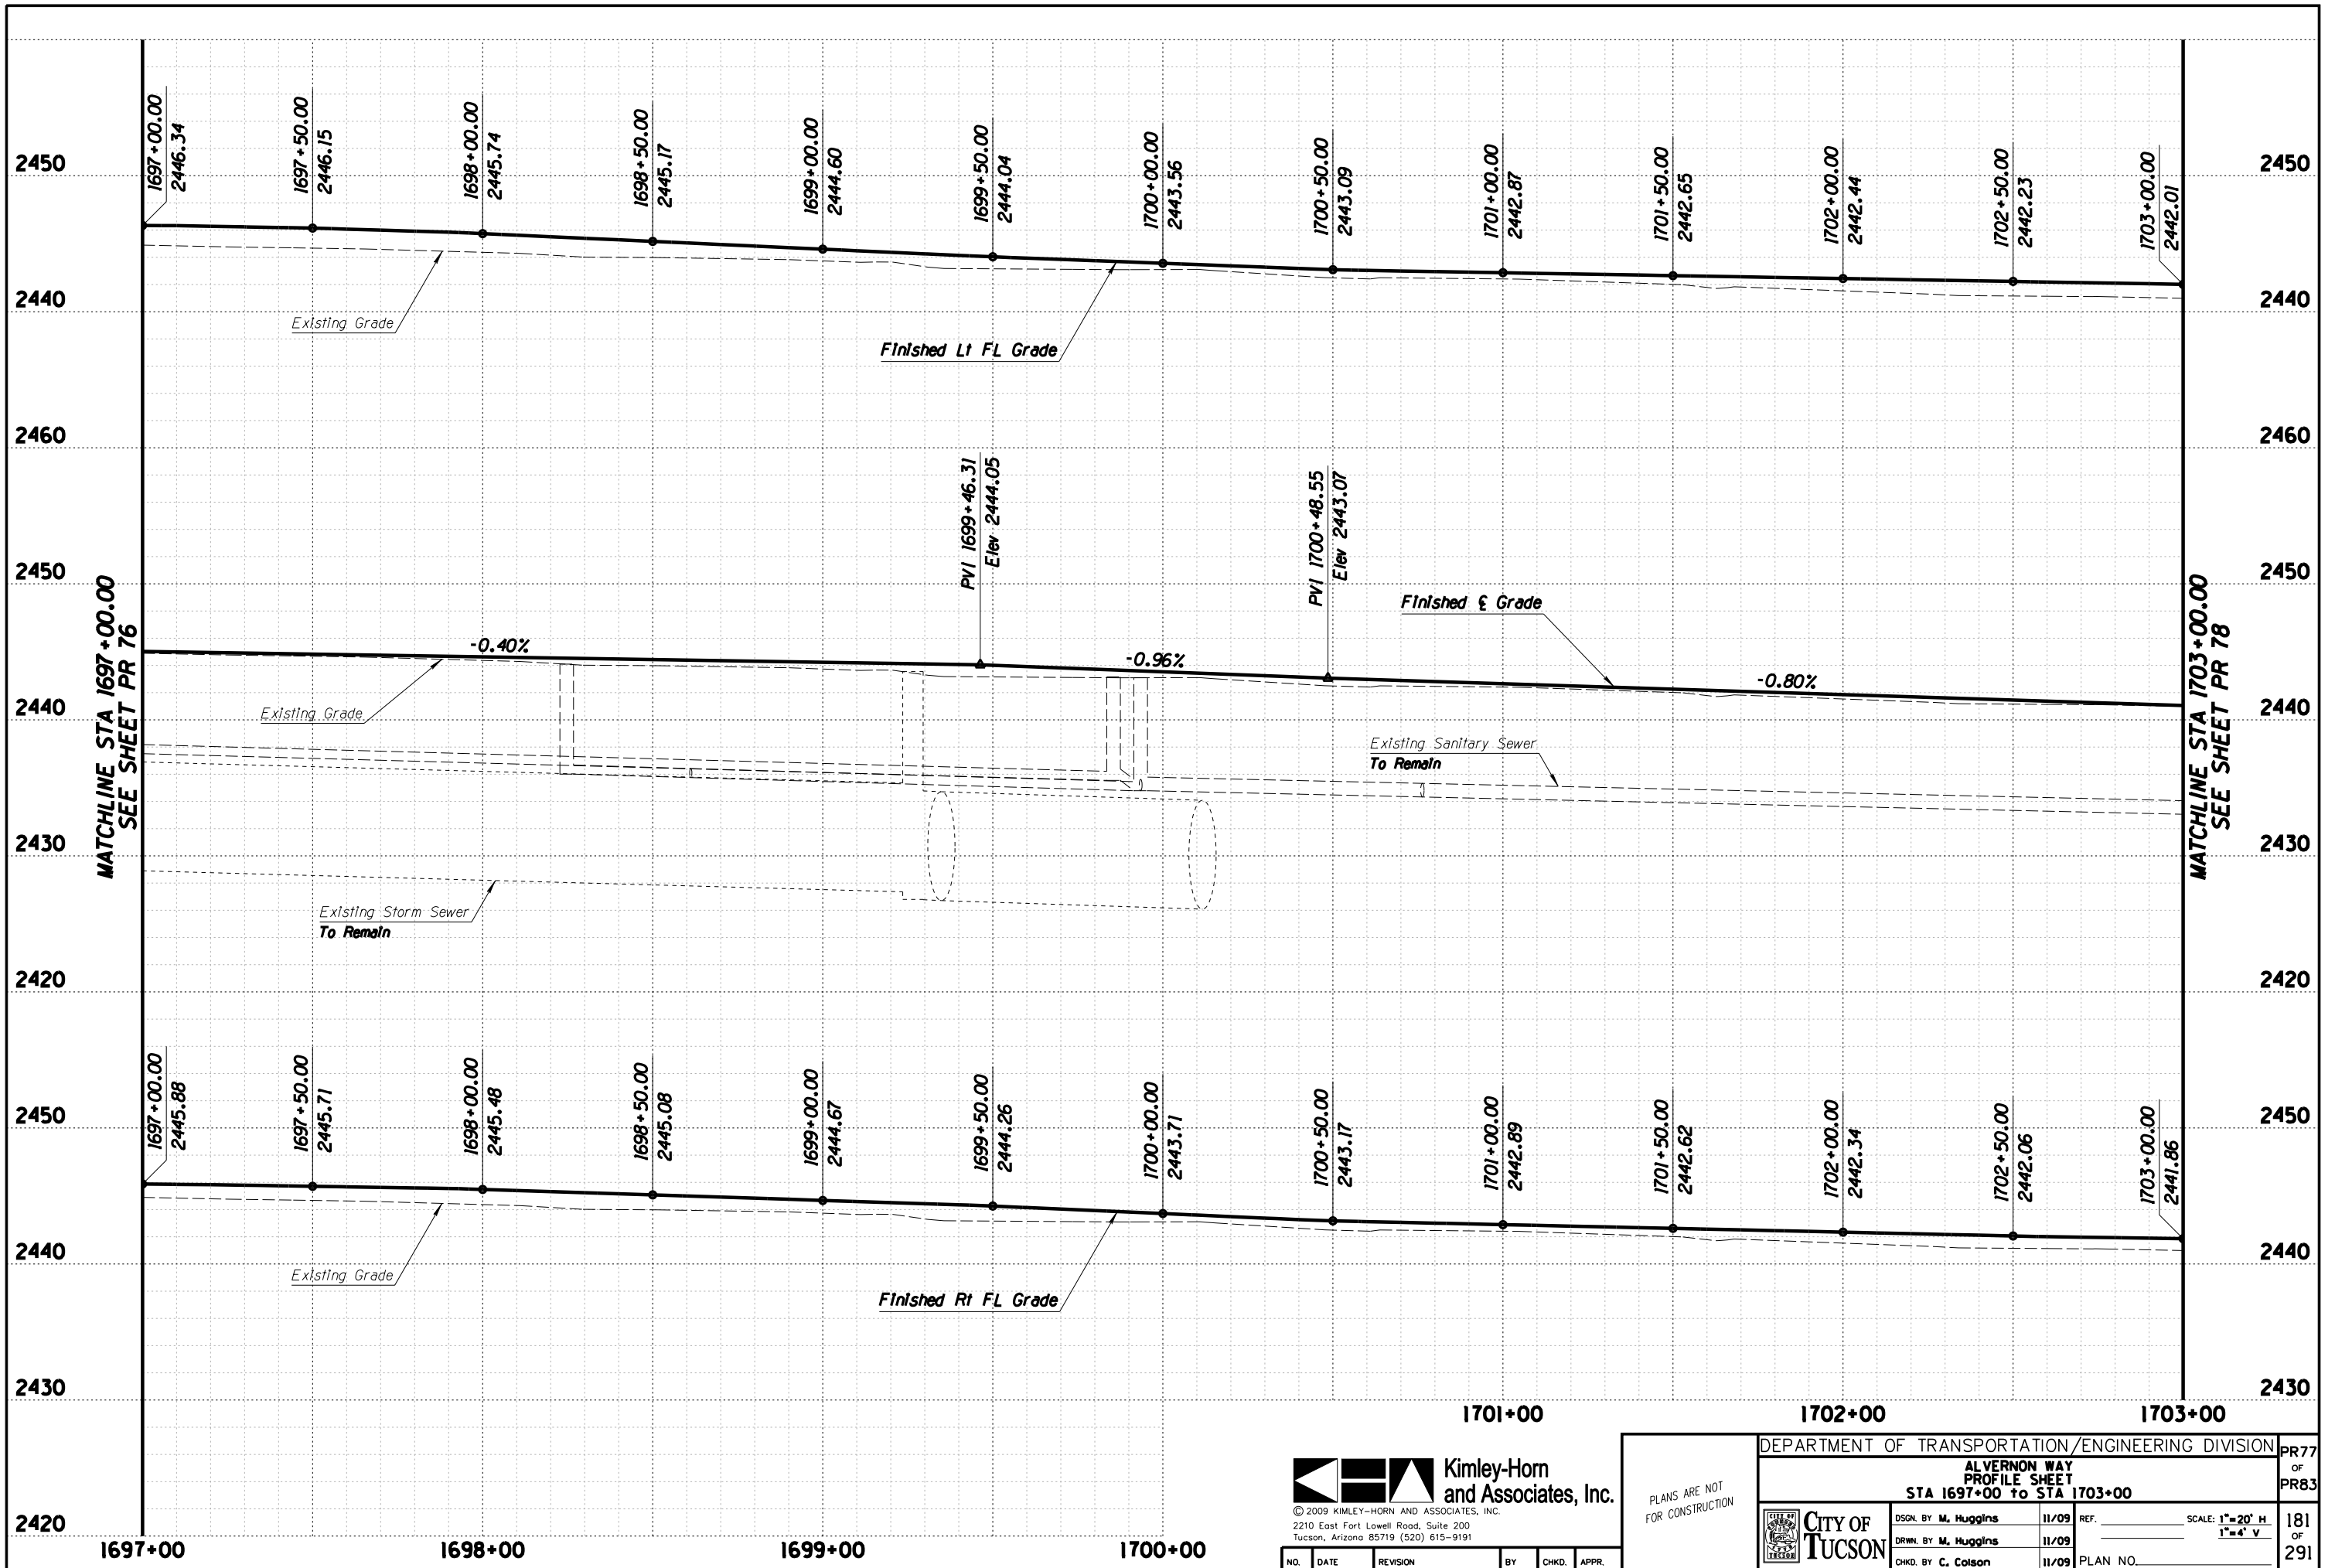 1697+00.00
2446.34
1697+50.00
2446.15
1698+00.00
2445.74
1698+50.00
2445.17
1699+00.00
2444.60
1699+50.00
2444.04
1700+00.00
2443.56
1700+50.00
2443.09
1701+00.00
2442.87
1701+50.00
2442.65
1702+00.00
2442.44
1702+50.00
2442.23
1703+00.00
2442.01
2450
2450
2440
2440
Existing Grade
Finished Lt FL Grade
2460
2460
PVI 1699+46.31
Elev 2444.05
PVI 1700+48.55
Elev 2443.07
2450
2450
MATCHLINE STA 1697+00.00
SEE SHEET PR 76
MATCHLINE STA 1703+00.00
SEE SHEET PR 78
Finished ℄ Grade
-0.40%
-0.96%
-0.80%
2440
2440
Existing Grade
Existing Sanitary Sewer
To Remain
2430
2430
Existing Storm Sewer
To Remain
2420
2420
1697+00.00
2445.88
1697+50.00
2445.71
1698+00.00
2445.48
1698+50.00
2445.08
1699+00.00
2444.67
1699+50.00
2444.26
1700+00.00
2443.71
1700+50.00
2443.17
1701+00.00
2442.89
1701+50.00
2442.62
1702+00.00
2442.34
1702+50.00
2442.06
1703+00.00
2441.86
2450
2450
2440
2440
Existing Grade
Finished Rt FL Grade
2430
2430
1701+00
1702+00
1703+00
2420
1697+00
1698+00
1699+00
1700+00
Kimley-Horn
and Associates, Inc.
© 2009 KIMLEY-HORN AND ASSOCIATES, INC.
2210 East Fort Lowell Road, Suite 200
Tucson, Arizona 85719 (520) 615-9191
NO. DATE REVISION BY CHKD. APPR.
PLANS ARE NOT
FOR CONSTRUCTION
DEPARTMENT OF TRANSPORTATION/ENGINEERING DIVISION
ALVERNON WAY
PROFILE SHEET
STA 1697+00 to STA 1703+00
PR77
OF
PR83
CITY OF
TUCSON
CITY OF
TUCSON
DSGN. BY M. Huggins 11/09
DRWN. BY M. Huggins 11/09
CHKD. BY C. Colson 11/09
REF.
SCALE: 1"=20' H
1"=4' V
PLAN NO.
181
OF
291